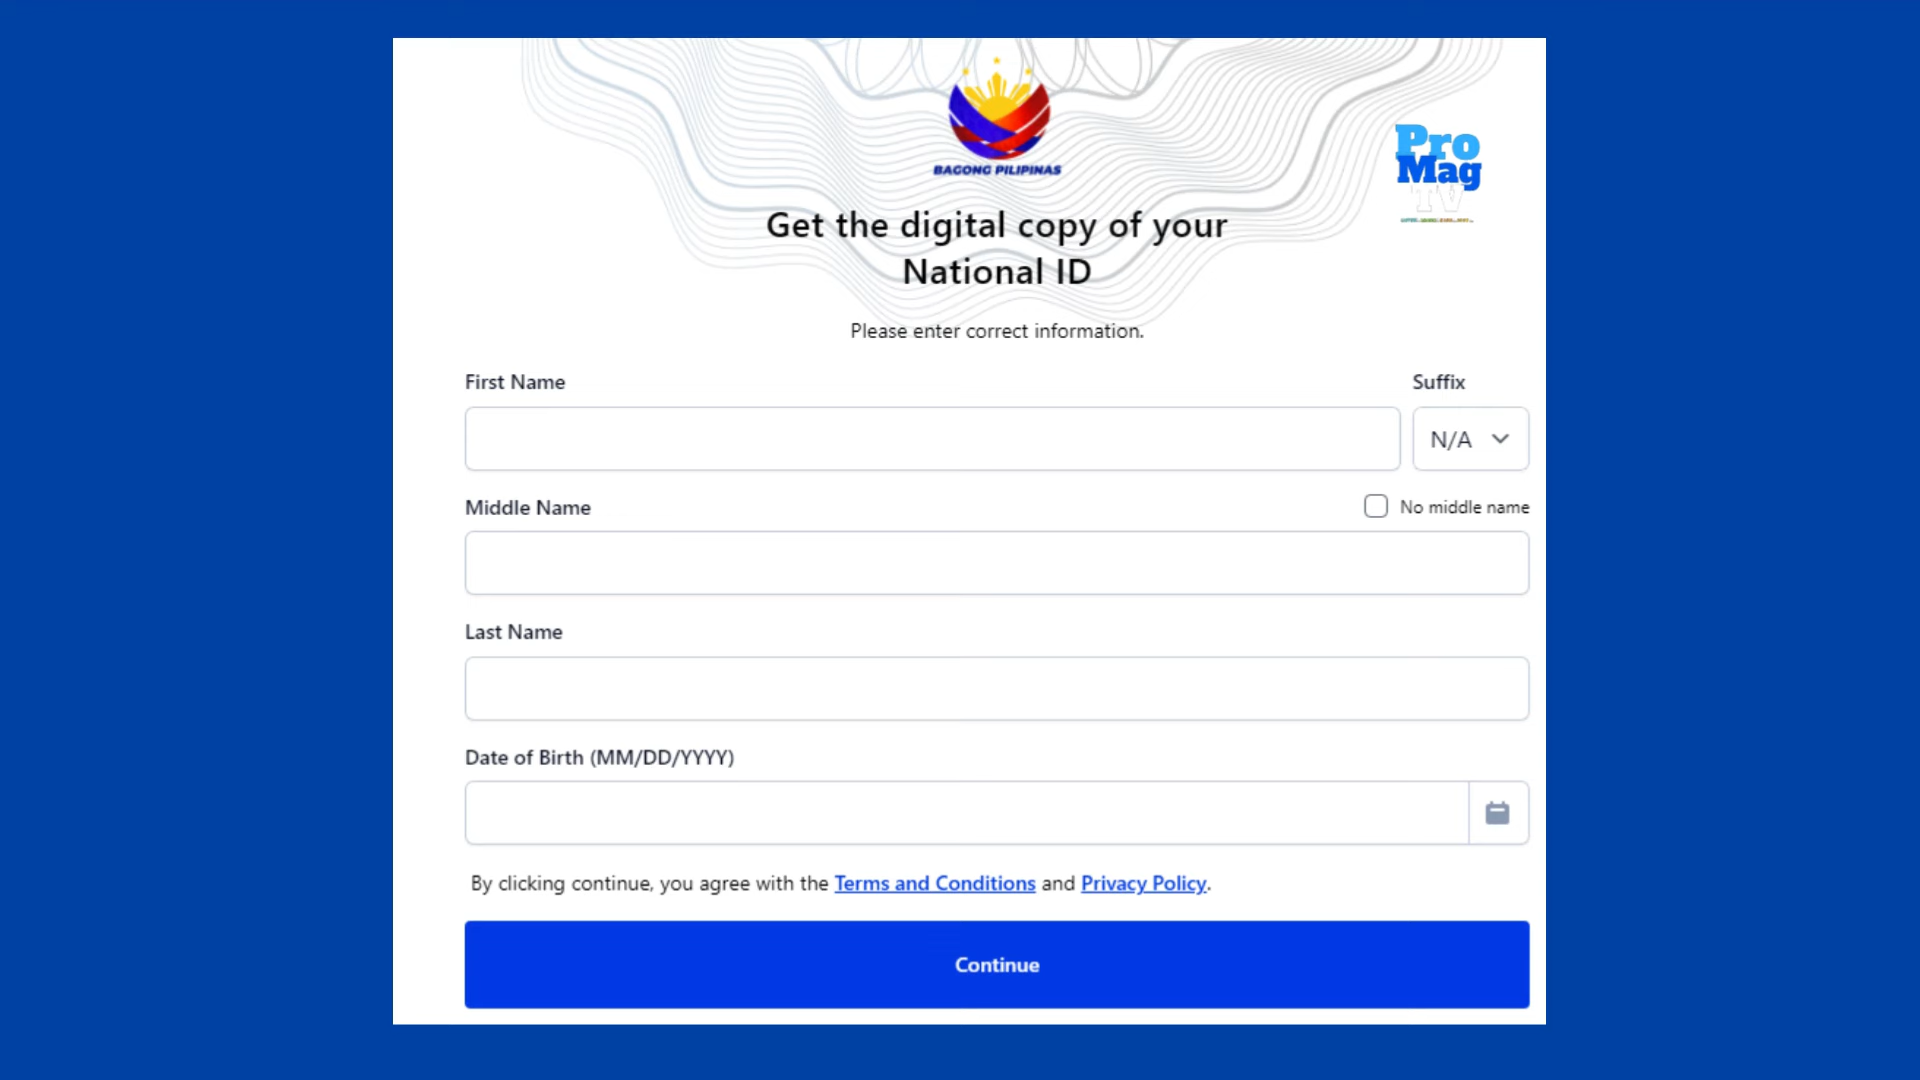 BAGONG PILIPINAS
Pro
Mag
TV
Get the digital copy of your
National ID
Please enter correct information.
First Name
Suffix
N/A
Middle Name
No middle name
Last Name
Date of Birth (MM/DD/YYYY)
By clicking continue, you agree with the Terms and Conditions and Privacy Policy.
Continue